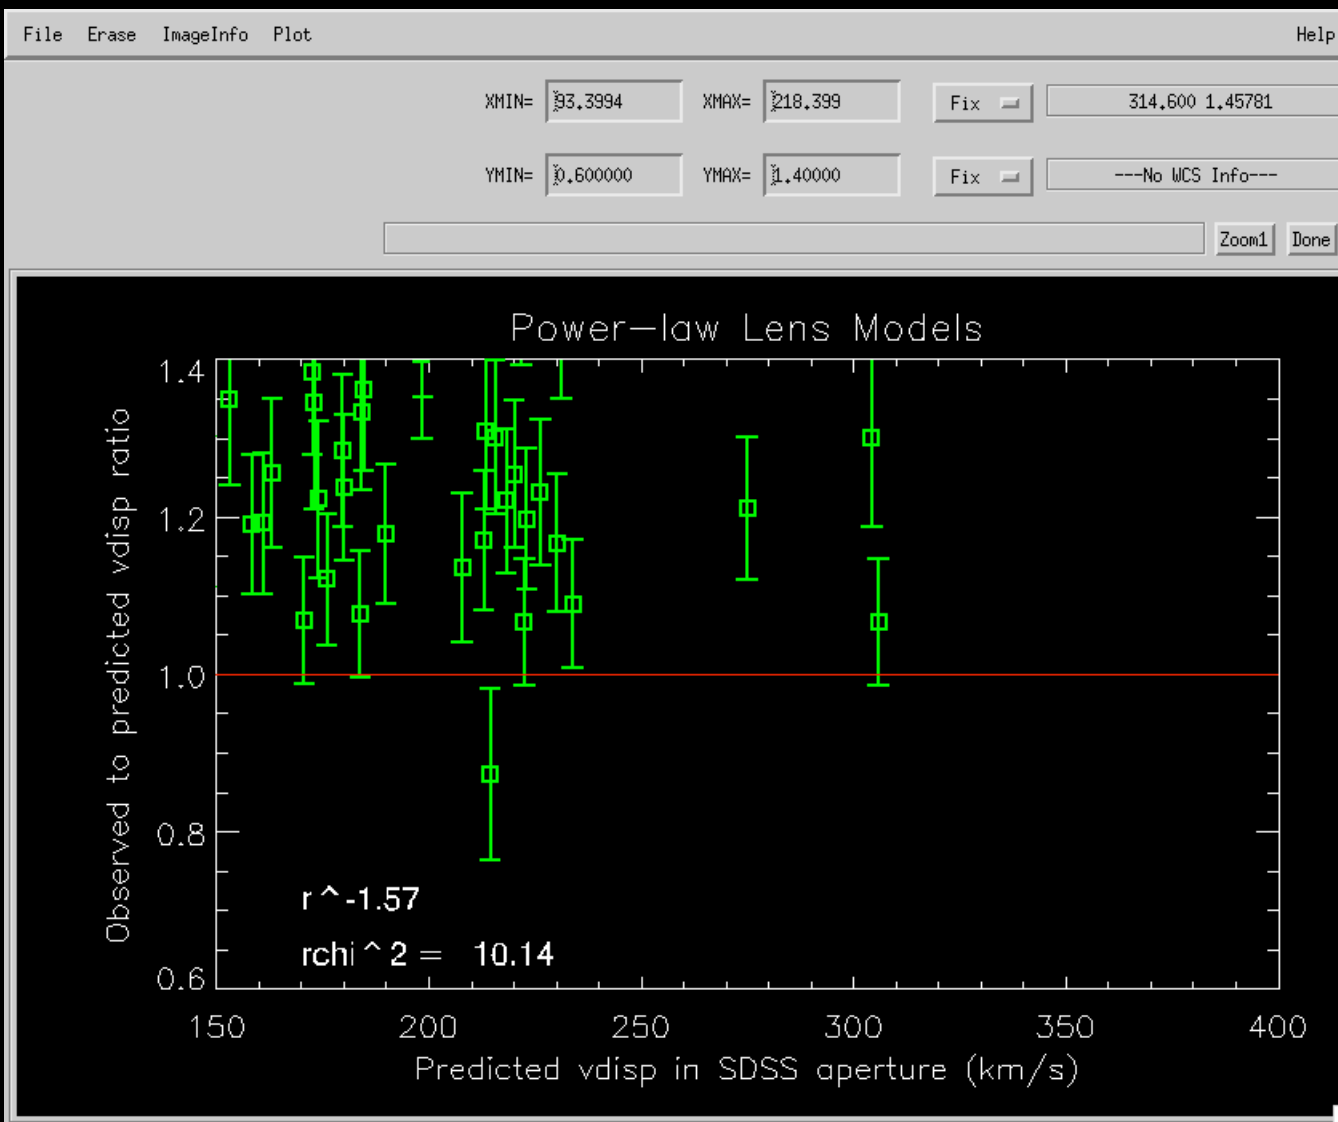 File Erase ImageInfo Plot Help
XMIN= 93.3994 XMAX= 218.399 Fix 314.600 1.45781
YMIN= 0.600000 YMAX= 1.40000 Fix ---No WCS Info---
Zoom1 Done
Power-law Lens Models
Observed to predicted vdisp ratio
1.4
1.2
1.0
0.8
0.6
r^-1.57
rchi^2 = 10.14
150 200 250 300 350 400
Predicted vdisp in SDSS aperture (km/s)